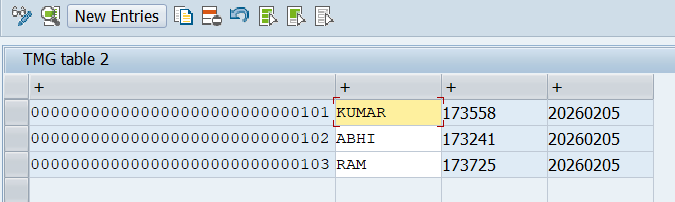 New Entries
TMG table 2
+ + + +
00000000000000000000000000000101 KUMAR 173558 20260205
00000000000000000000000000000102 ABHI 173241 20260205
00000000000000000000000000000103 RAM 173725 20260205